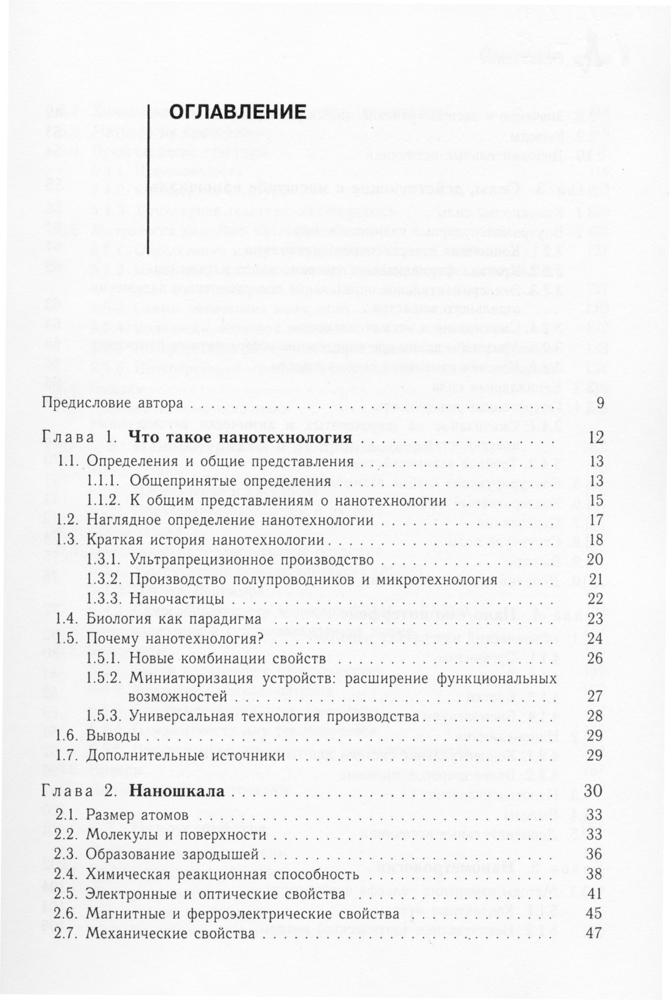 ОГЛАВЛЕНИЕ
Предисловие автора . . . . . . . . . . . . . . . . . . . . . . . . 9
Глава 1. Что такое нанотехнология . . . . . . . . . . . . . . . 12
1.1. Определения и общие представления . . . . . . . . . . . . . 13
1.1.1. Общепринятые определения . . . . . . . . . . . . . . . 13
1.1.2. К общим представлениям о нанотехнологии . . . . . . . . 15
1.2. Наглядное определение нанотехнологии . . . . . . . . . . . . 17
1.3. Краткая история нанотехнологии . . . . . . . . . . . . . . . 18
1.3.1. Ультрапрецизионное производство . . . . . . . . . . . . 20
1.3.2. Производство полупроводников и микротехнология . . . . 21
1.3.3. Наночастицы . . . . . . . . . . . . . . . . . . . . . . 22
1.4. Биология как парадигма . . . . . . . . . . . . . . . . . . . 23
1.5. Почему нанотехнология? . . . . . . . . . . . . . . . . . . . 24
1.5.1. Новые комбинации свойств . . . . . . . . . . . . . . . 26
1.5.2. Миниатюризация устройств: расширение функциональных
возможностей . . . . . . . . . . . . . . . . . . . . . . 27
1.5.3. Универсальная технология производства . . . . . . . . . 28
1.6. Выводы . . . . . . . . . . . . . . . . . . . . . . . . . . . 29
1.7. Дополнительные источники . . . . . . . . . . . . . . . . . . 29
Глава 2. Наношкала . . . . . . . . . . . . . . . . . . . . . . . 30
2.1. Размер атомов . . . . . . . . . . . . . . . . . . . . . . . 33
2.2. Молекулы и поверхности . . . . . . . . . . . . . . . . . . . 33
2.3. Образование зародышей . . . . . . . . . . . . . . . . . . . 36
2.4. Химическая реакционная способность . . . . . . . . . . . . . 38
2.5. Электронные и оптические свойства . . . . . . . . . . . . . 41
2.6. Магнитные и ферроэлектрические свойства . . . . . . . . . . 45
2.7. Механические свойства . . . . . . . . . . . . . . . . . . . 47